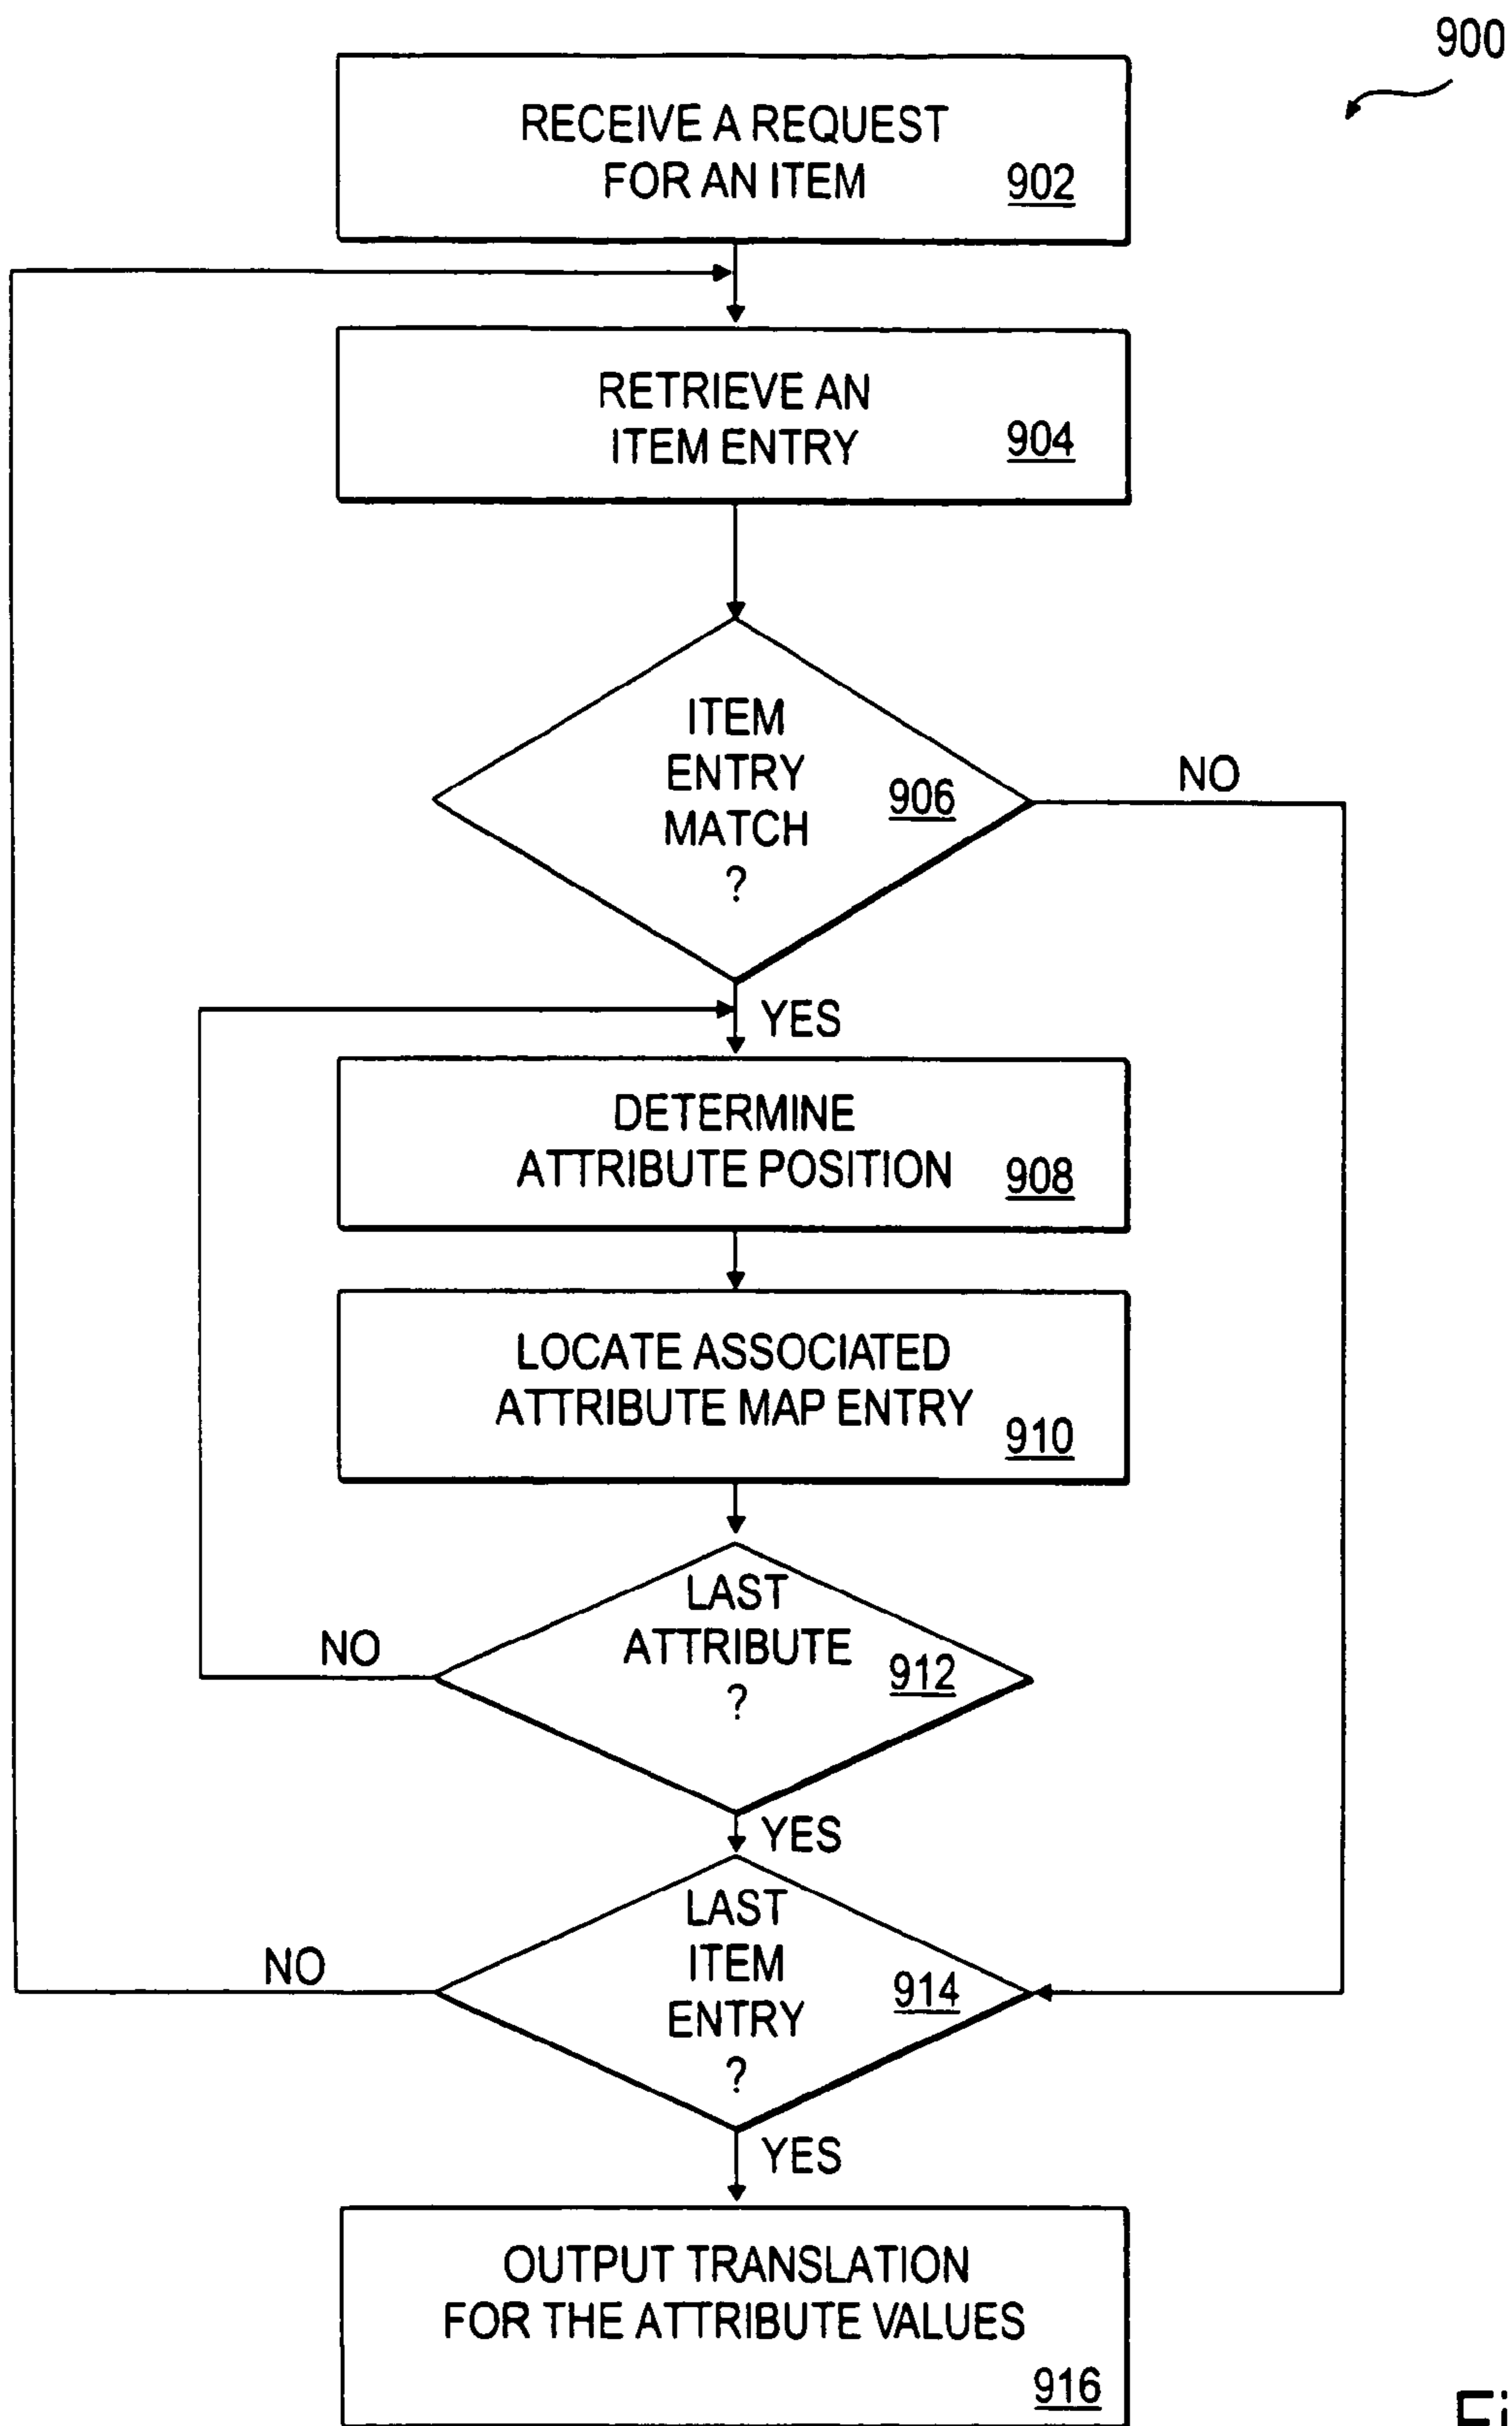 900
RECEIVE A REQUEST
FOR AN ITEM
902
RETRIEVE AN
ITEM ENTRY
904
ITEM
ENTRY
MATCH
?
906
NO
YES
DETERMINE
ATTRIBUTE POSITION
908
LOCATE ASSOCIATED
ATTRIBUTE MAP ENTRY
910
LAST
ATTRIBUTE
?
912
NO
YES
LAST
ITEM
ENTRY
?
914
NO
YES
OUTPUT TRANSLATION
FOR THE ATTRIBUTE VALUES
916